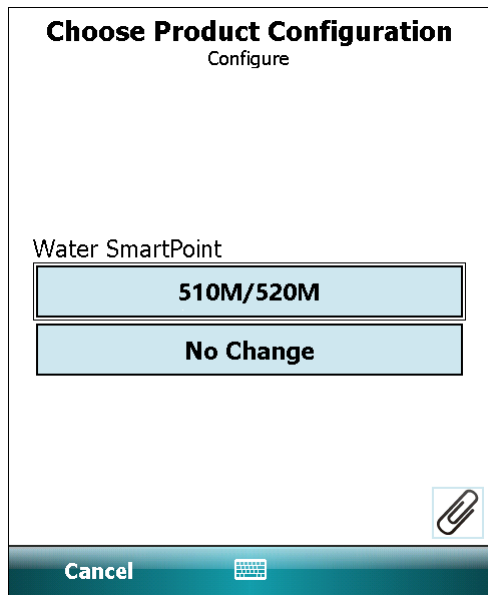 Choose Product Configuration
Configure
Water SmartPoint
510M/520M
No Change
Cancel